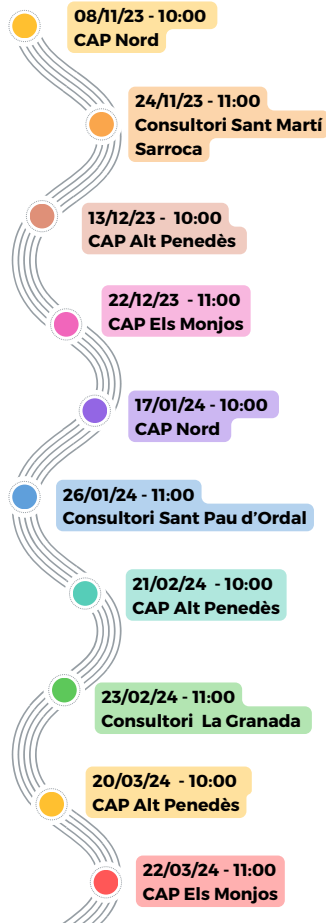 08/11/23 - 10:00
CAP Nord
24/11/23 - 11:00
Consultori Sant Martí
Sarroca
13/12/23 - 10:00
CAP Alt Penedès
22/12/23 - 11:00
CAP Els Monjos
17/01/24 - 10:00
CAP Nord
26/01/24 - 11:00
Consultori Sant Pau d’Ordal
21/02/24 - 10:00
CAP Alt Penedès
23/02/24 - 11:00
Consultori La Granada
20/03/24 - 10:00
CAP Alt Penedès
22/03/24 - 11:00
CAP Els Monjos